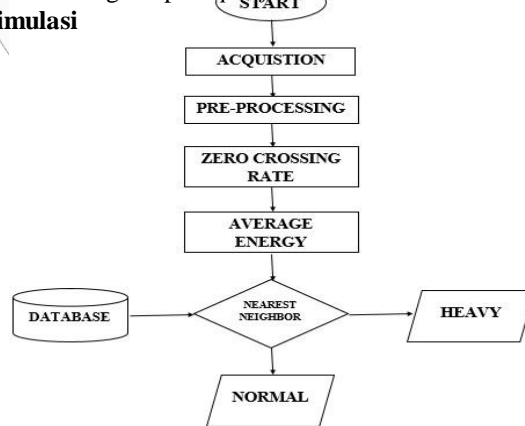 imulasi
START
ACQUISTION
PRE-PROCESSING
ZERO CROSSING
RATE
AVERAGE
ENERGY
NEAREST
NEIGHBOR
DATABASE
HEAVY
NORMAL